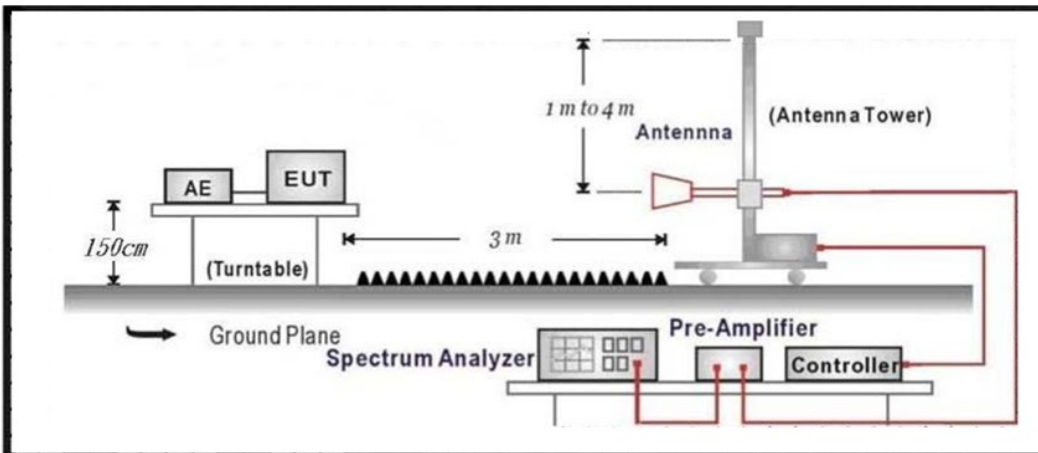 1 m to 4 m
Antennna
(Antenna Tower)
AE
EUT
150cm
3 m
(Turntable)
Ground Plane
Pre-Amplifier
Spectrum Analyzer
Controller